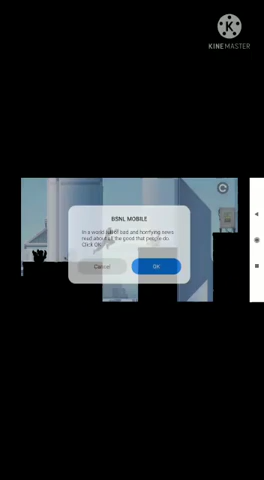 KINEMASTER
BSNL MOBILE
In a world full of bad and horrifying news
read about all the good that people do.
Click OK.
Cancel
OK